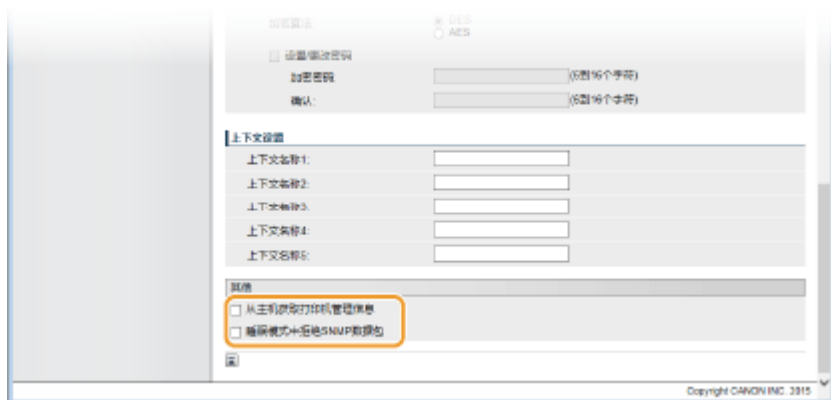 加密算法: DES
AES
设置/更改密码
加密密码: (6到16个字符)
确认: (6到16个字符)
上下文设置
上下文名称1:
上下文名称2:
上下文名称3:
上下文名称4:
上下文名称5:
其他
从主机获取打印机管理信息
睡眠模式中拒绝SNMP数据包
Copyright CANON INC. 2015